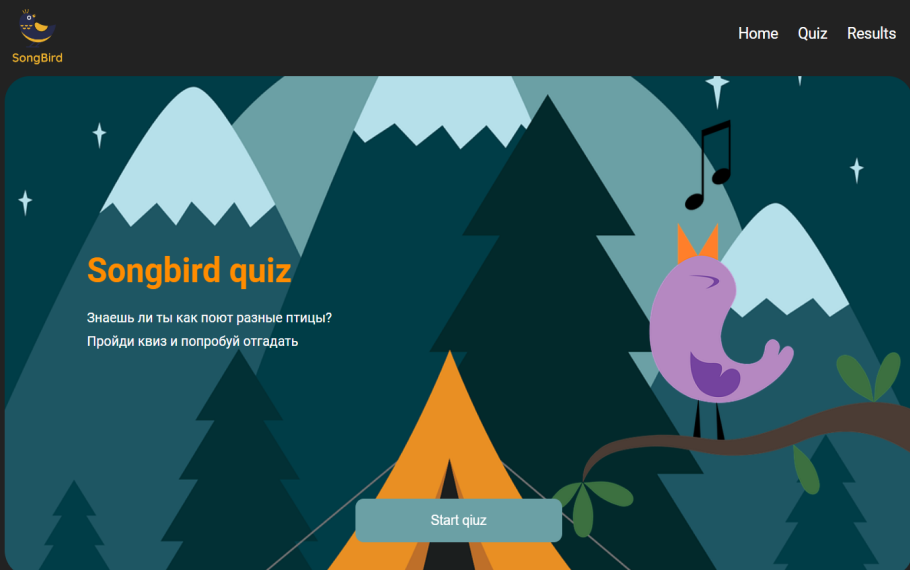 SongBird
Home Quiz Results
Songbird quiz
Знаешь ли ты как поют разные птицы?
Пройди квиз и попробуй отгадать
Start qiuz